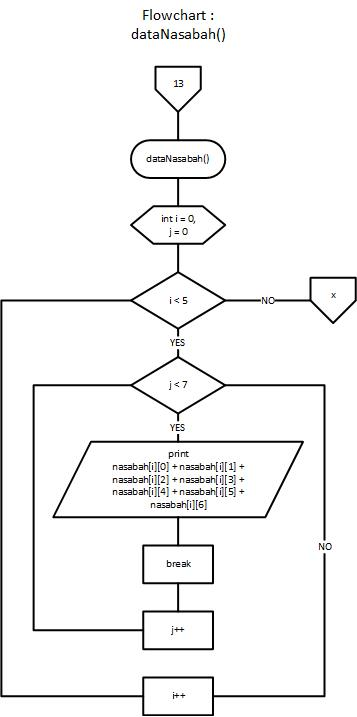 Flowchart :
dataNasabah()
13
dataNasabah()
int i = 0,
j = 0
i < 5
NO
x
YES
j < 7
YES
print
nasabah[i][0] + nasabah[i][1] +
nasabah[i][2] + nasabah[i][3] +
nasabah[i][4] + nasabah[i][5] +
nasabah[i][6]
NO
break
j++
i++